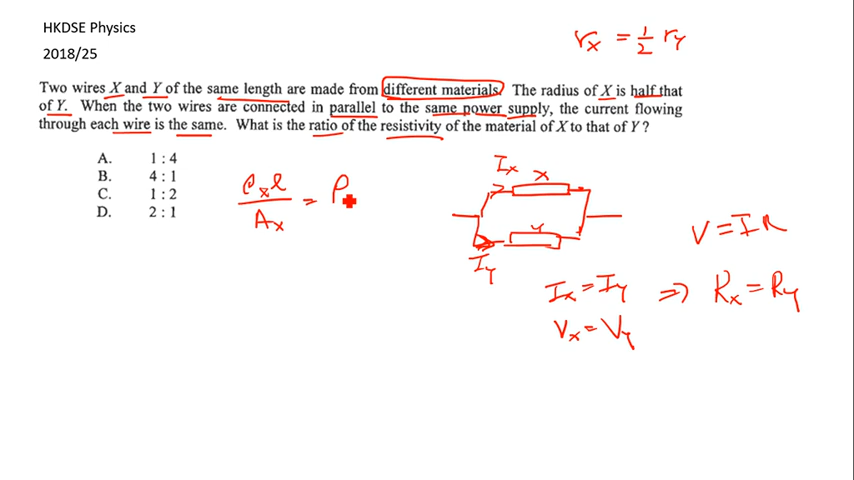 HKDSE Physics
2018/25
r_X = 1/2 r_Y
Two wires X and Y of the same length are made from different materials. The radius of X is half that
of Y. When the two wires are connected in parallel to the same power supply, the current flowing
through each wire is the same. What is the ratio of the resistivity of the material of X to that of Y?
A. 1 : 4
B. 4 : 1
C. 1 : 2
D. 2 : 1
ρ_x ℓ / A_x = ρ
I_x X
Y
I_Y
V = IR
I_x = I_Y ⇒ R_x = R_Y
V_x = V_Y